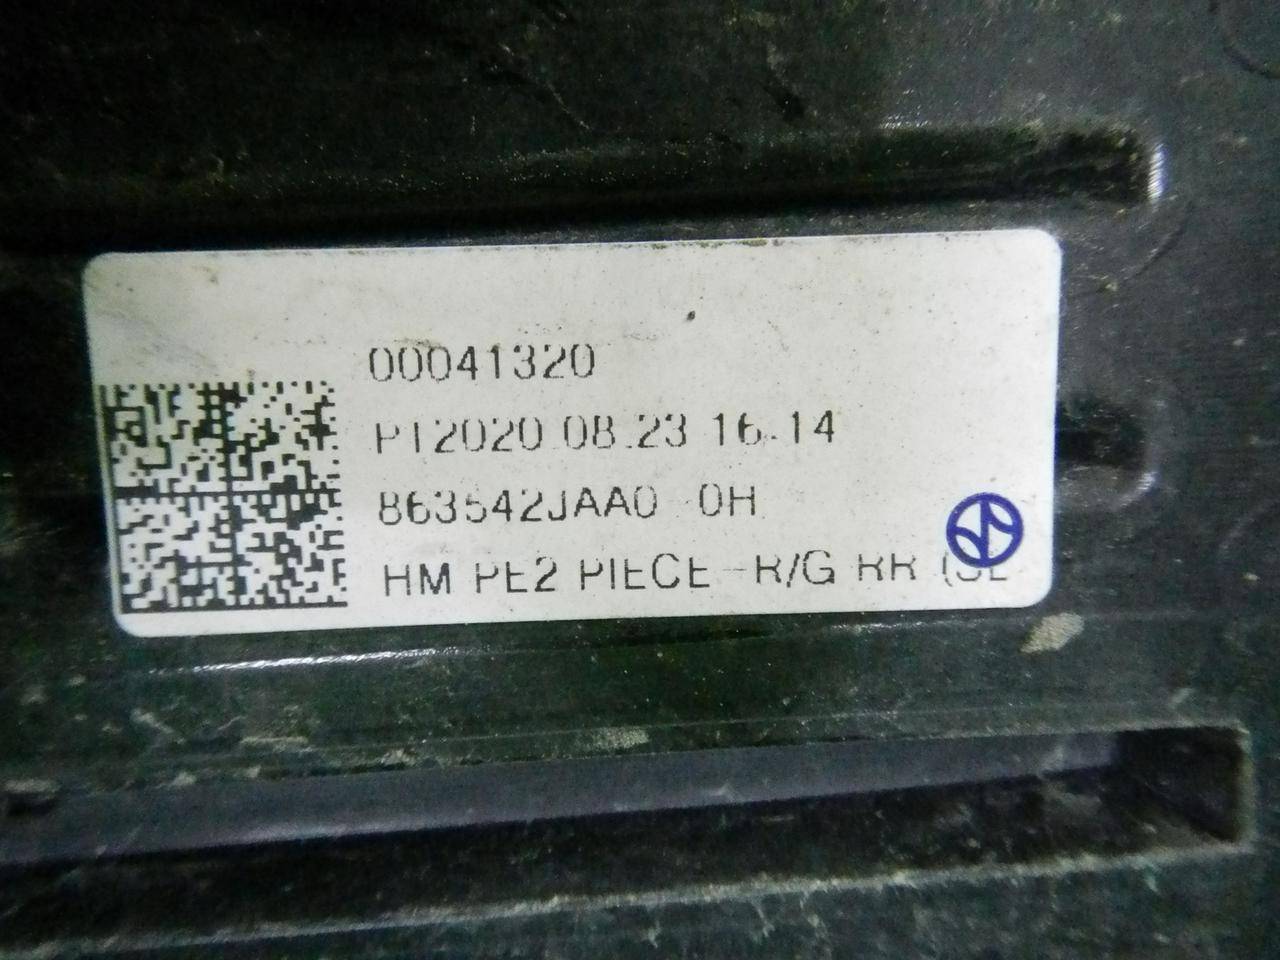 00041320
PT2020.08.23 16:14
863542JAA0 0H
HM PE2 PIECE-R/G RR